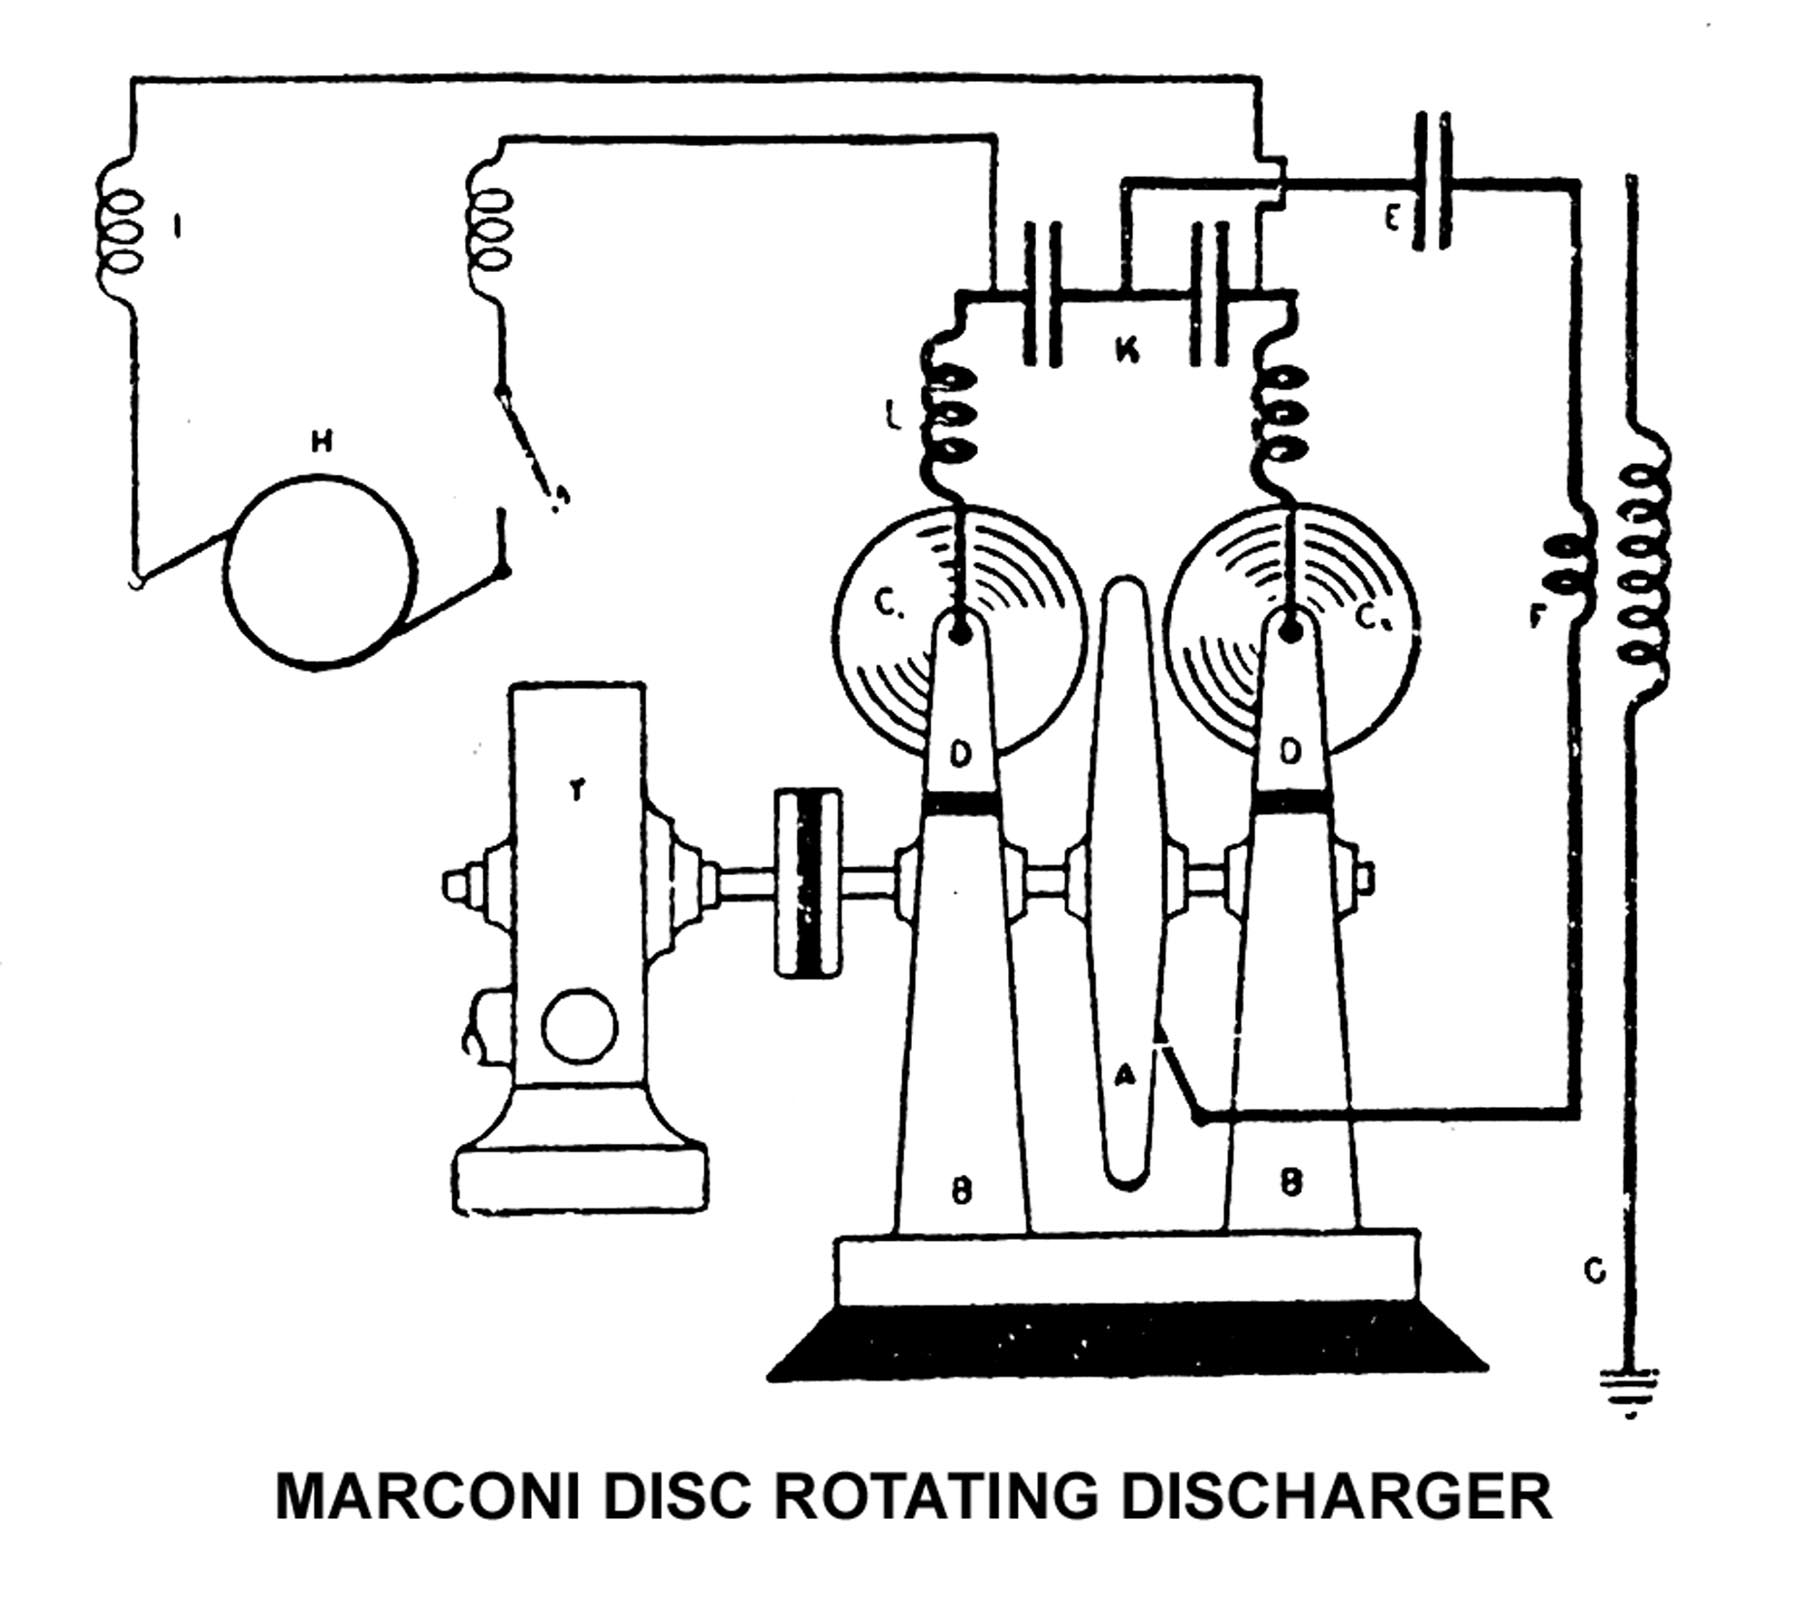 I
E
K
L
H
C.
C.
F
D
D
T
A
B
B
G
MARCONI DISC ROTATING DISCHARGER